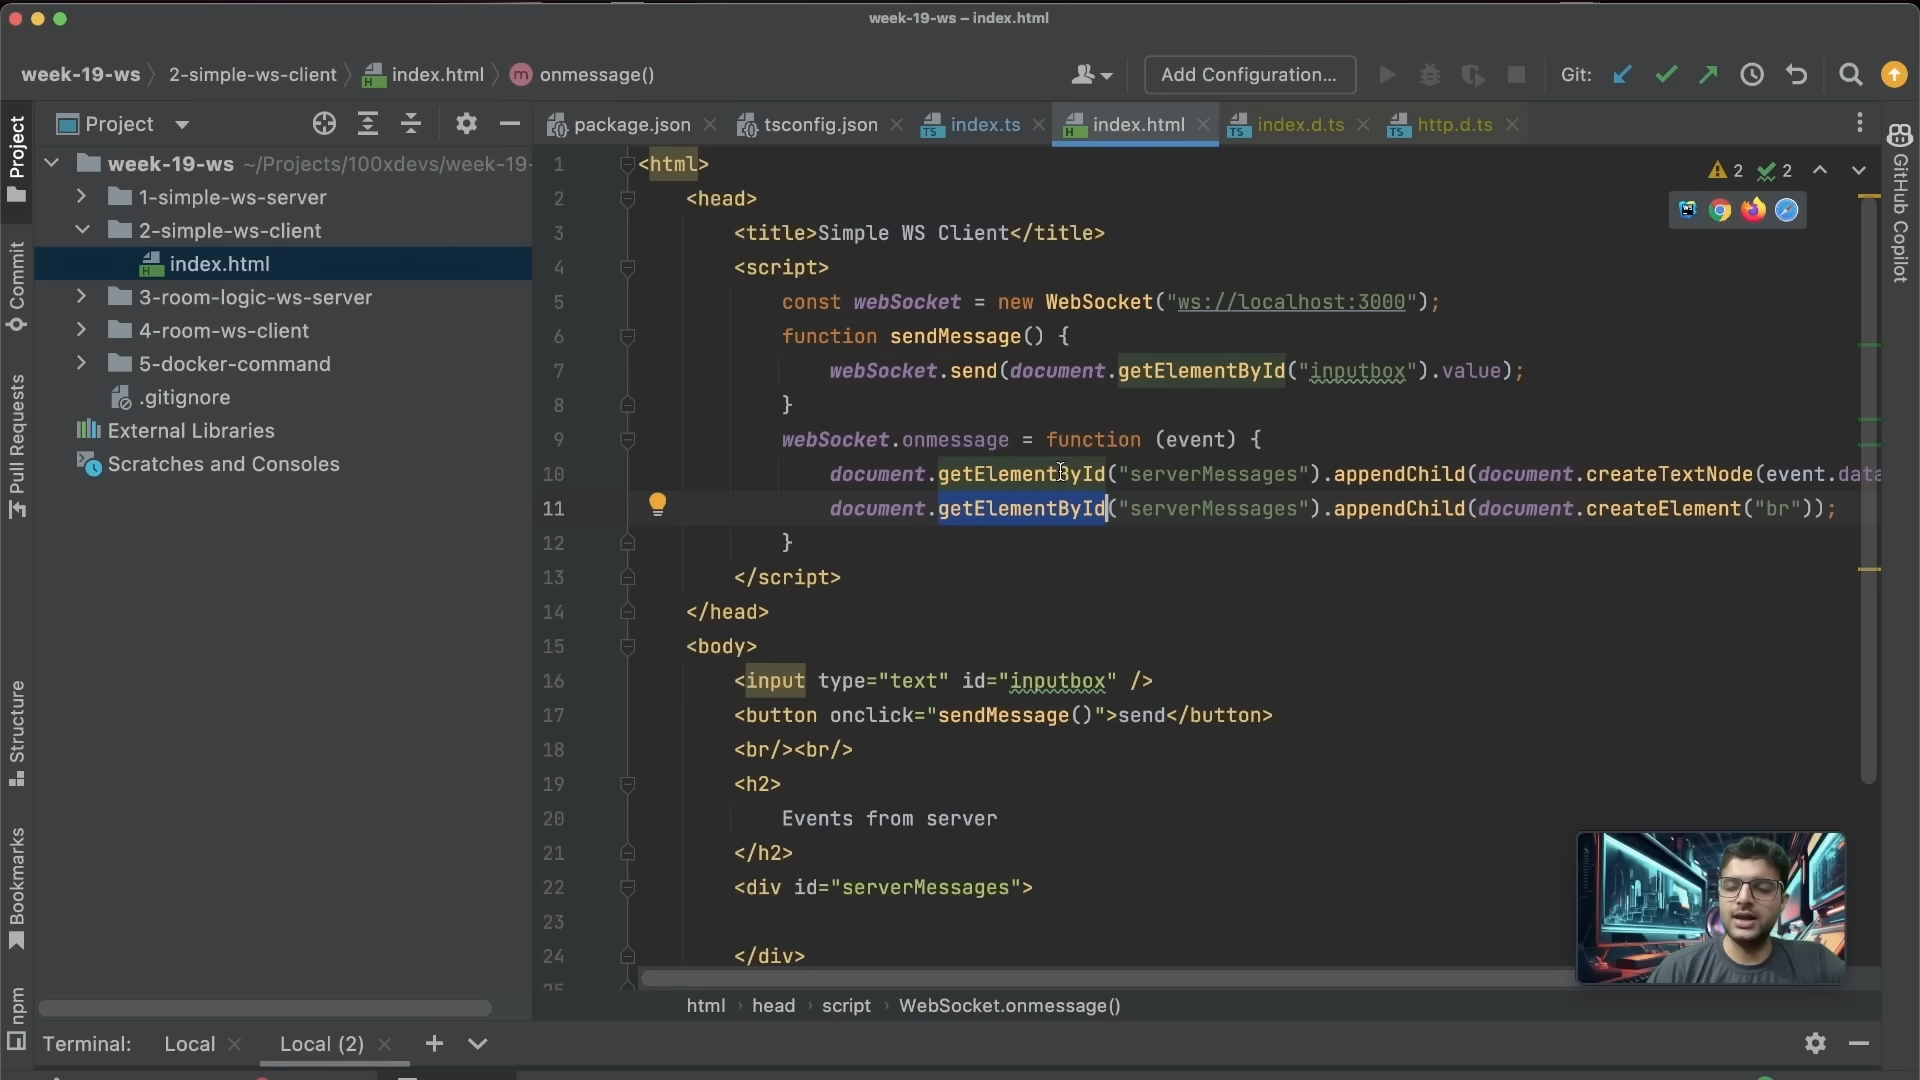 week-19-ws – index.html
week-19-ws 2-simple-ws-client index.html m onmessage()
Add Configuration...
Git:
Project
package.json
tsconfig.json
index.ts
index.html
index.d.ts
http.d.ts
week-19-ws ~/Projects/100xdevs/week-19-
1-simple-ws-server
2-simple-ws-client
index.html
3-room-logic-ws-server
4-room-ws-client
5-docker-command
.gitignore
External Libraries
Scratches and Consoles
Project
Commit
Pull Requests
Structure
Bookmarks
npm
GitHub Copilot
2 2
1 <html>
2 <head>
3 <title>Simple WS Client</title>
4 <script>
5 const webSocket = new WebSocket("ws://localhost:3000");
6 function sendMessage() {
7 webSocket.send(document.getElementById("inputbox").value);
8 }
9 webSocket.onmessage = function (event) {
10 document.getElementById("serverMessages").appendChild(document.createTextNode(event.data
11 document.getElementById("serverMessages").appendChild(document.createElement("br"));
12 }
13 </script>
14 </head>
15 <body>
16 <input type="text" id="inputbox" />
17 <button onclick="sendMessage()">send</button>
18 <br/><br/>
19 <h2>
20 Events from server
21 </h2>
22 <div id="serverMessages">
23
24 </div>
25
html head script WebSocket.onmessage()
Terminal: Local Local (2)